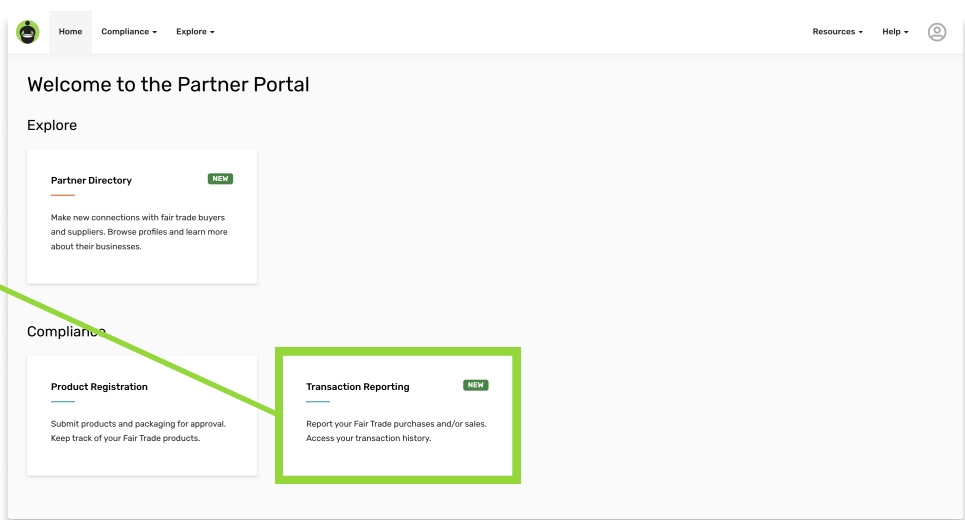 Home Compliance Explore Resources Help
Welcome to the Partner Portal
Explore
Partner Directory NEW
Make new connections with fair trade buyers
and suppliers. Browse profiles and learn more
about their businesses.
Compliance
Product Registration
Submit products and packaging for approval.
Keep track of your Fair Trade products.
Transaction Reporting NEW
Report your Fair Trade purchases and/or sales.
Access your transaction history.